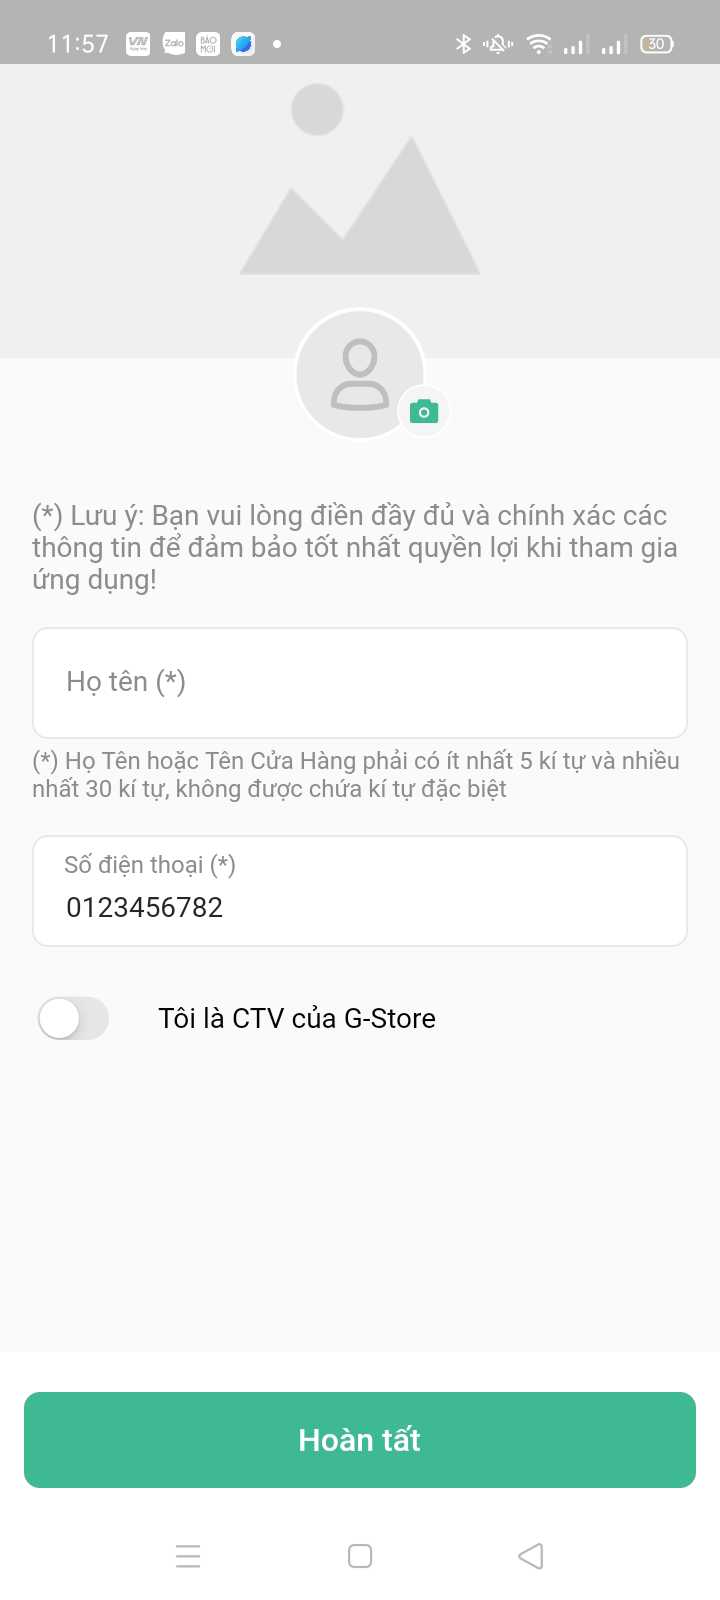 11:57 VN Zalo BÁO MỚI 30
(*) Lưu ý: Bạn vui lòng điền đầy đủ và chính xác các
thông tin để đảm bảo tốt nhất quyền lợi khi tham gia
ứng dụng!
Họ tên (*)
(*) Họ Tên hoặc Tên Cửa Hàng phải có ít nhất 5 kí tự và nhiều
nhất 30 kí tự, không được chứa kí tự đặc biệt
Số điện thoại (*)
0123456782
Tôi là CTV của G-Store
Hoàn tất